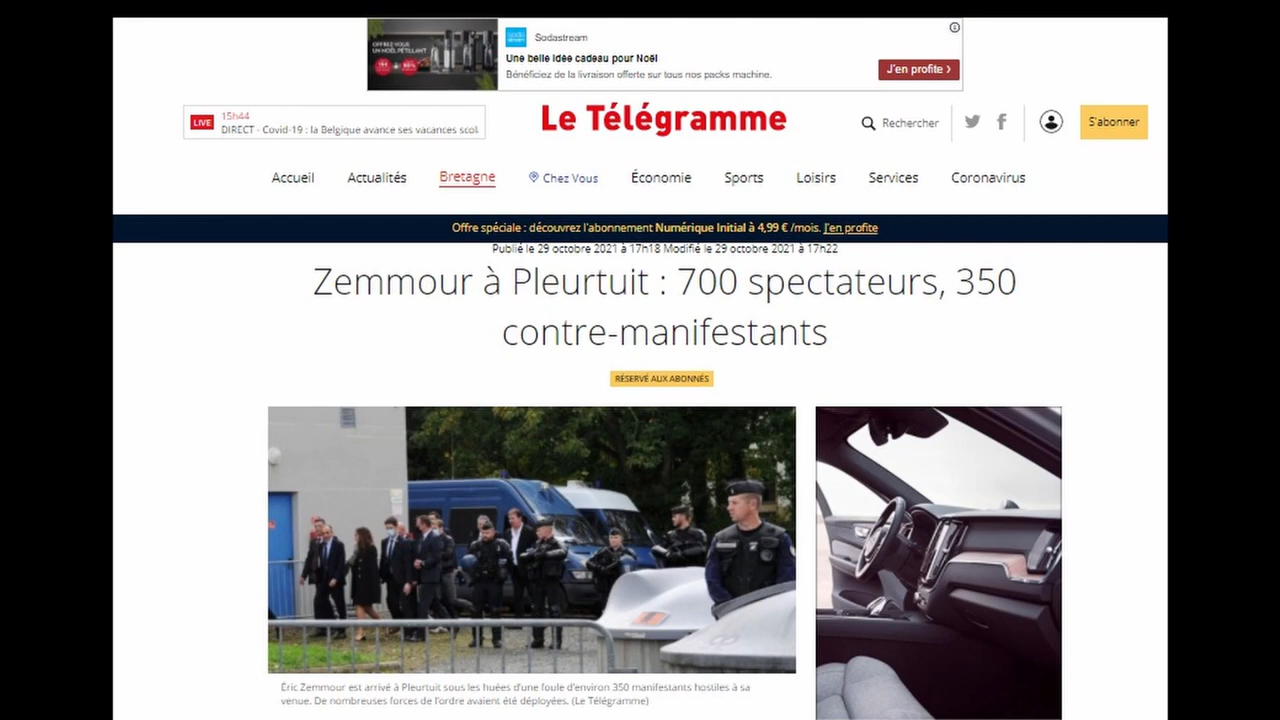 OFFREZ-VOUS
UN NOËL PÉTILLANT
Sodastream
Une belle idée cadeau pour Noël
Bénéficiez de la livraison offerte sur tous nos packs machine.
J'en profite ›
LIVE
15h44
DIRECT - Covid-19 : la Belgique avance ses vacances scol
Le Télégramme
Rechercher
S'abonner
Accueil Actualités Bretagne Chez Vous Économie Sports Loisirs Services Coronavirus
Offre spéciale : découvrez l'abonnement Numérique Initial à 4,99 € /mois. J'en profite
Publié le 29 octobre 2021 à 17h18 Modifié le 29 octobre 2021 à 17h22
Zemmour à Pleurtuit : 700 spectateurs, 350
contre-manifestants
RÉSERVÉ AUX ABONNÉS
Éric Zemmour est arrivé à Pleurtuit sous les huées d'une foule d'environ 350 manifestants hostiles à sa
venue. De nombreuses forces de l'ordre avaient été déployées. (Le Télégramme)